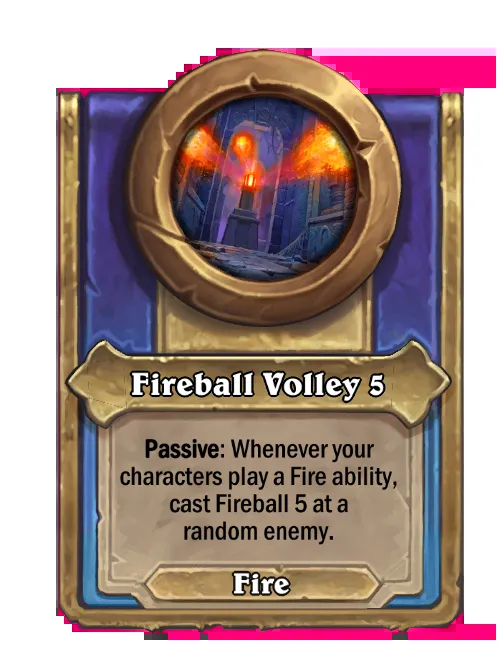 Fireball Volley 5
Passive: Whenever your
characters play a Fire ability,
cast Fireball 5 at a
random enemy.
Fire